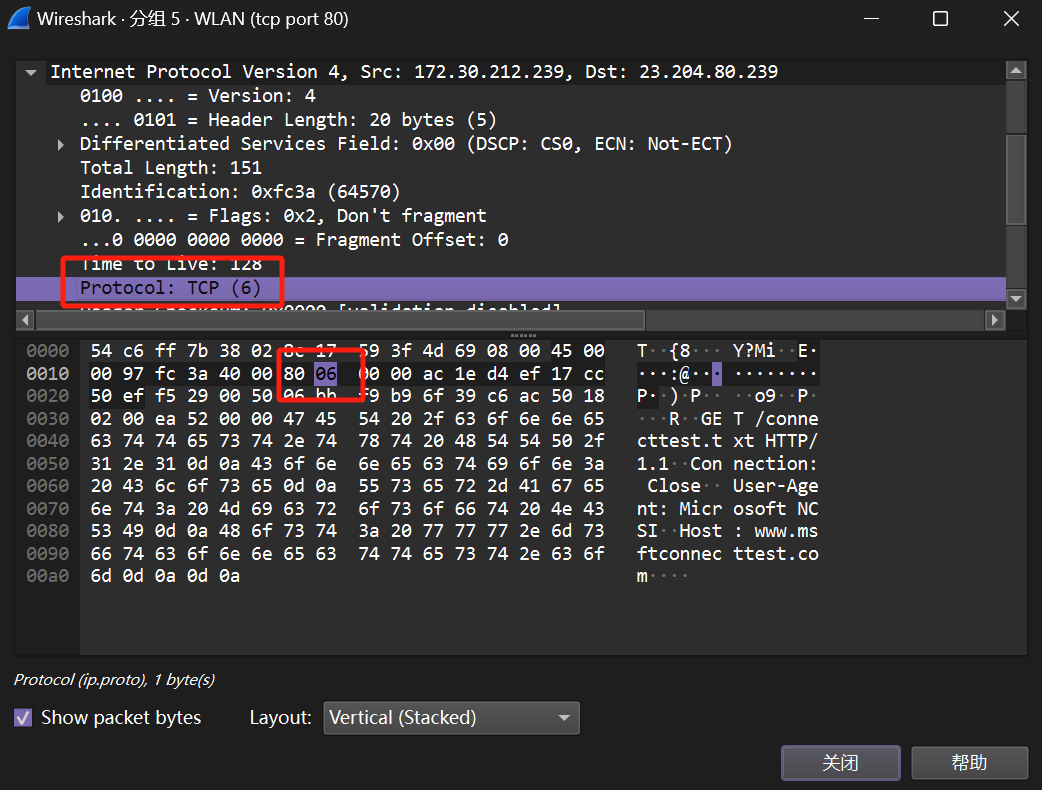 Wireshark · 分组 5 · WLAN (tcp port 80)
Internet Protocol Version 4, Src: 172.30.212.239, Dst: 23.204.80.239
0100 .... = Version: 4
.... 0101 = Header Length: 20 bytes (5)
Differentiated Services Field: 0x00 (DSCP: CS0, ECN: Not-ECT)
Total Length: 151
Identification: 0xfc3a (64570)
010. .... = Flags: 0x2, Don't fragment
...0 0000 0000 0000 = Fragment Offset: 0
Time to Live: 128
Protocol: TCP (6)
Header Checksum: 0x0000 [validation disabled]
0000 54 c6 ff 7b 38 02 8c 17 59 3f 4d 69 08 00 45 00 T··{8···Y?Mi··E·
0010 00 97 fc 3a 40 00 80 06 00 00 ac 1e d4 ef 17 cc ···:@···········
0020 50 ef f5 29 00 50 06 bb f9 b9 6f 39 c6 ac 50 18 P··)·P····o9··P·
0030 02 00 ea 52 00 00 47 45 54 20 2f 63 6f 6e 6e 65 ···R··GET /conne
0040 63 74 74 65 73 74 2e 74 78 74 20 48 54 54 50 2f cttest.txt HTTP/
0050 31 2e 31 0d 0a 43 6f 6e 6e 65 63 74 69 6f 6e 3a 1.1··Connection:
0060 20 43 6c 6f 73 65 0d 0a 55 73 65 72 2d 41 67 65 Close··User-Age
0070 6e 74 3a 20 4d 69 63 72 6f 73 6f 66 74 20 4e 43 nt: Microsoft NC
0080 53 49 0d 0a 48 6f 73 74 3a 20 77 77 77 2e 6d 73 SI··Host: www.ms
0090 66 74 63 6f 6e 6e 65 63 74 74 65 73 74 2e 63 6f ftconnecttest.co
00a0 6d 0d 0a 0d 0a m····
Protocol (ip.proto), 1 byte(s)
Show packet bytes
Layout: Vertical (Stacked)
关闭
帮助